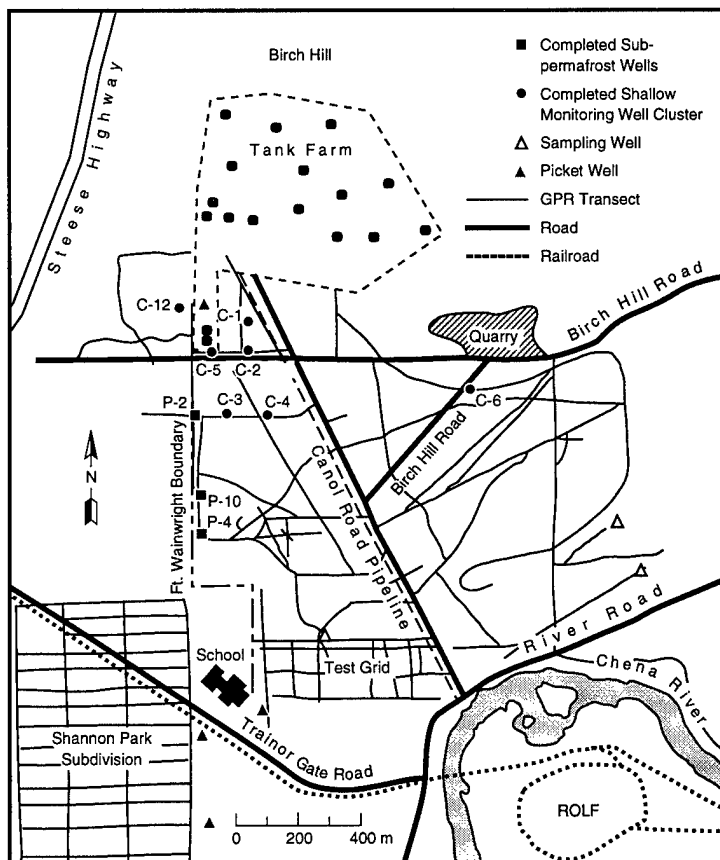 Birch Hill
Steese Highway
Tank Farm
Completed Sub-
permafrost Wells
Completed Shallow
Monitoring Well Cluster
Sampling Well
Picket Well
GPR Transect
Road
Railroad
C-12
C-1
Quarry
Birch Hill Road
C-5
C-2
P-2
C-3
C-4
C-6
Birch Hill Road
Canol Road Pipeline
N
Ft. Wainwright Boundary
P-10
P-4
River Road
School
Test Grid
Chena River
Shannon Park
Subdivision
Trainor Gate Road
ROLF
0 200 400 m